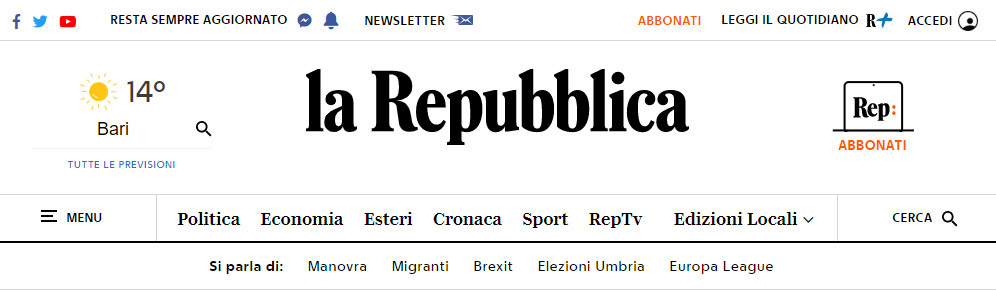 RESTA SEMPRE AGGIORNATO NEWSLETTER ABBONATI LEGGI IL QUOTIDIANO R+ ACCEDI
14°
Bari
TUTTE LE PREVISIONI
la Repubblica
Rep:
ABBONATI
MENU Politica Economia Esteri Cronaca Sport RepTv Edizioni Locali CERCA
Si parla di: Manovra Migranti Brexit Elezioni Umbria Europa League